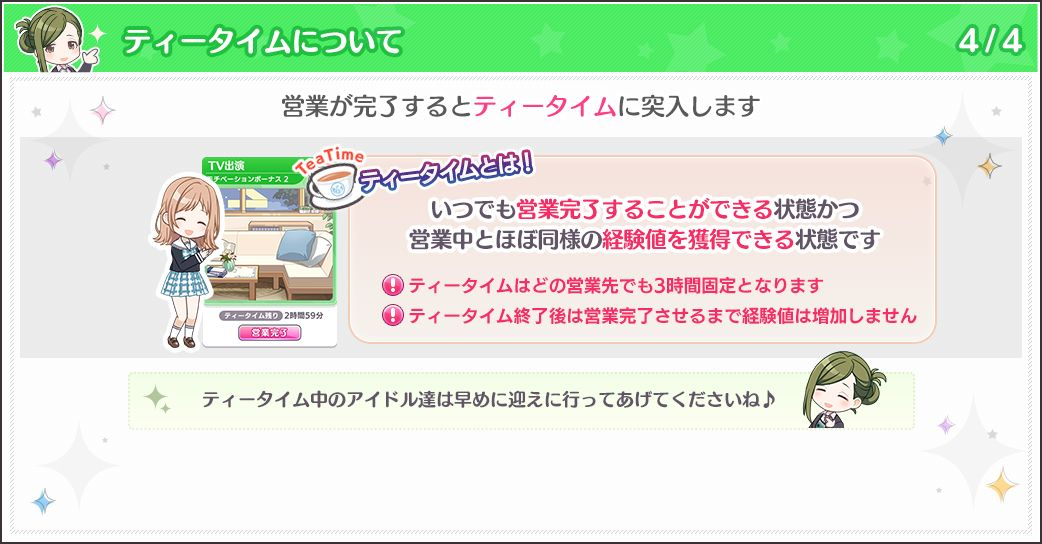 ティータイムについて
4/4
営業が完了するとティータイムに突入します
TeaTime
ティータイムとは!
TV出演
モチベーションボーナス 2
いつでも営業完了することができる状態かつ
営業中とほぼ同様の経験値を獲得できる状態です
ティータイムはどの営業先でも3時間固定となります
ティータイム終了後は営業完了させるまで経験値は増加しません
ティータイム残り 2時間59分
営業完了
ティータイム中のアイドル達は早めに迎えに行ってあげてくださいね♪